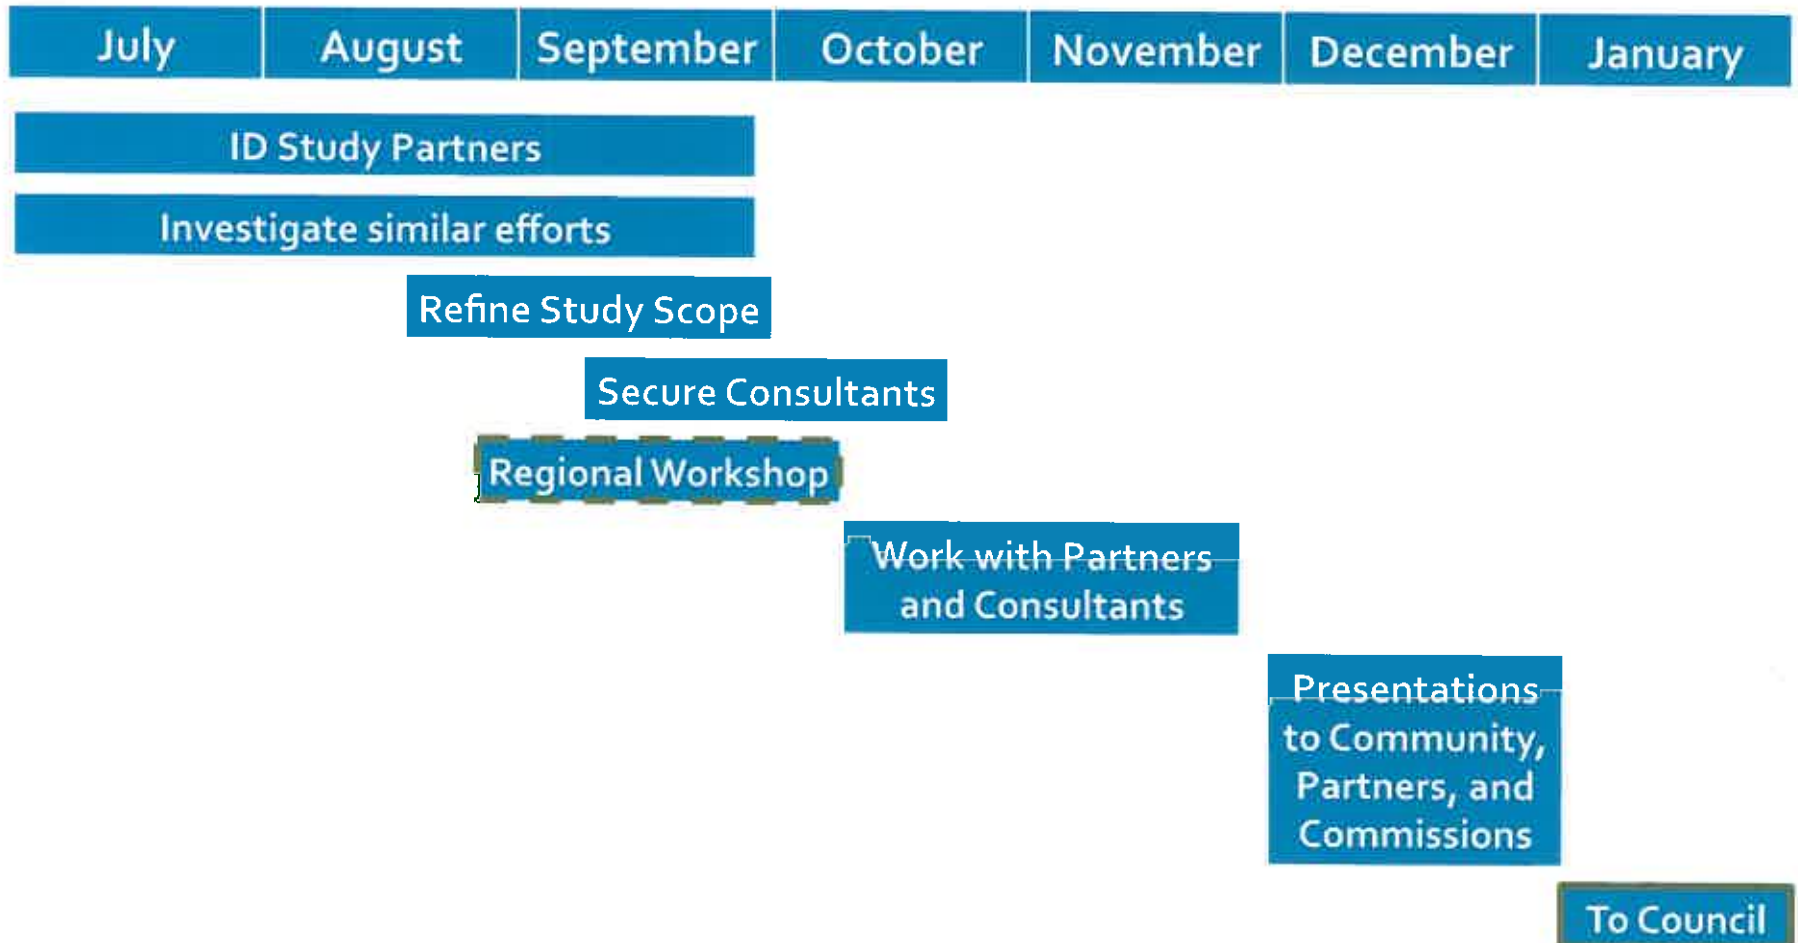 July August September October November December January
ID Study Partners
Investigate similar efforts
Refine Study Scope
Secure Consultants
Regional Workshop
Work with Partners
and Consultants
Presentations
to Community,
Partners, and
Commissions
To Council